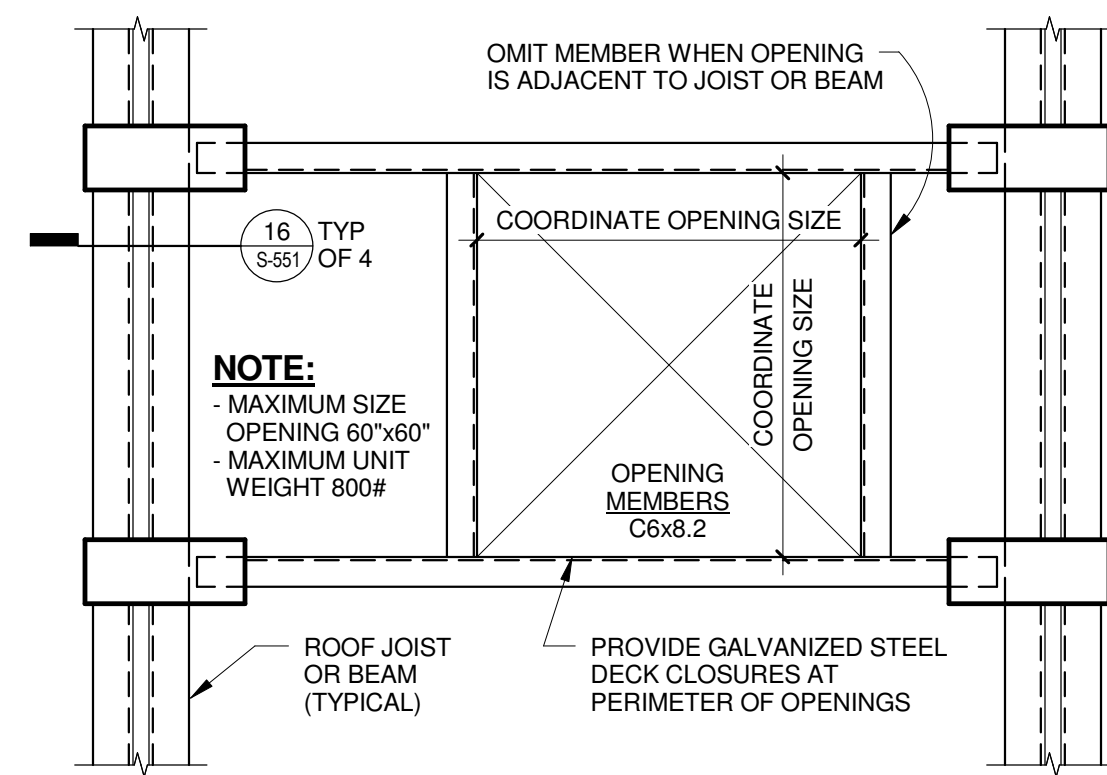 OMIT MEMBER WHEN OPENING
IS ADJACENT TO JOIST OR BEAM
COORDINATE OPENING SIZE
16
S-551
TYP
OF 4
COORDINATE
OPENING SIZE
NOTE:
- MAXIMUM SIZE
OPENING 60"x60"
- MAXIMUM UNIT
WEIGHT 800#
OPENING
MEMBERS
C6x8.2
ROOF JOIST
OR BEAM
(TYPICAL)
PROVIDE GALVANIZED STEEL
DECK CLOSURES AT
PERIMETER OF OPENINGS